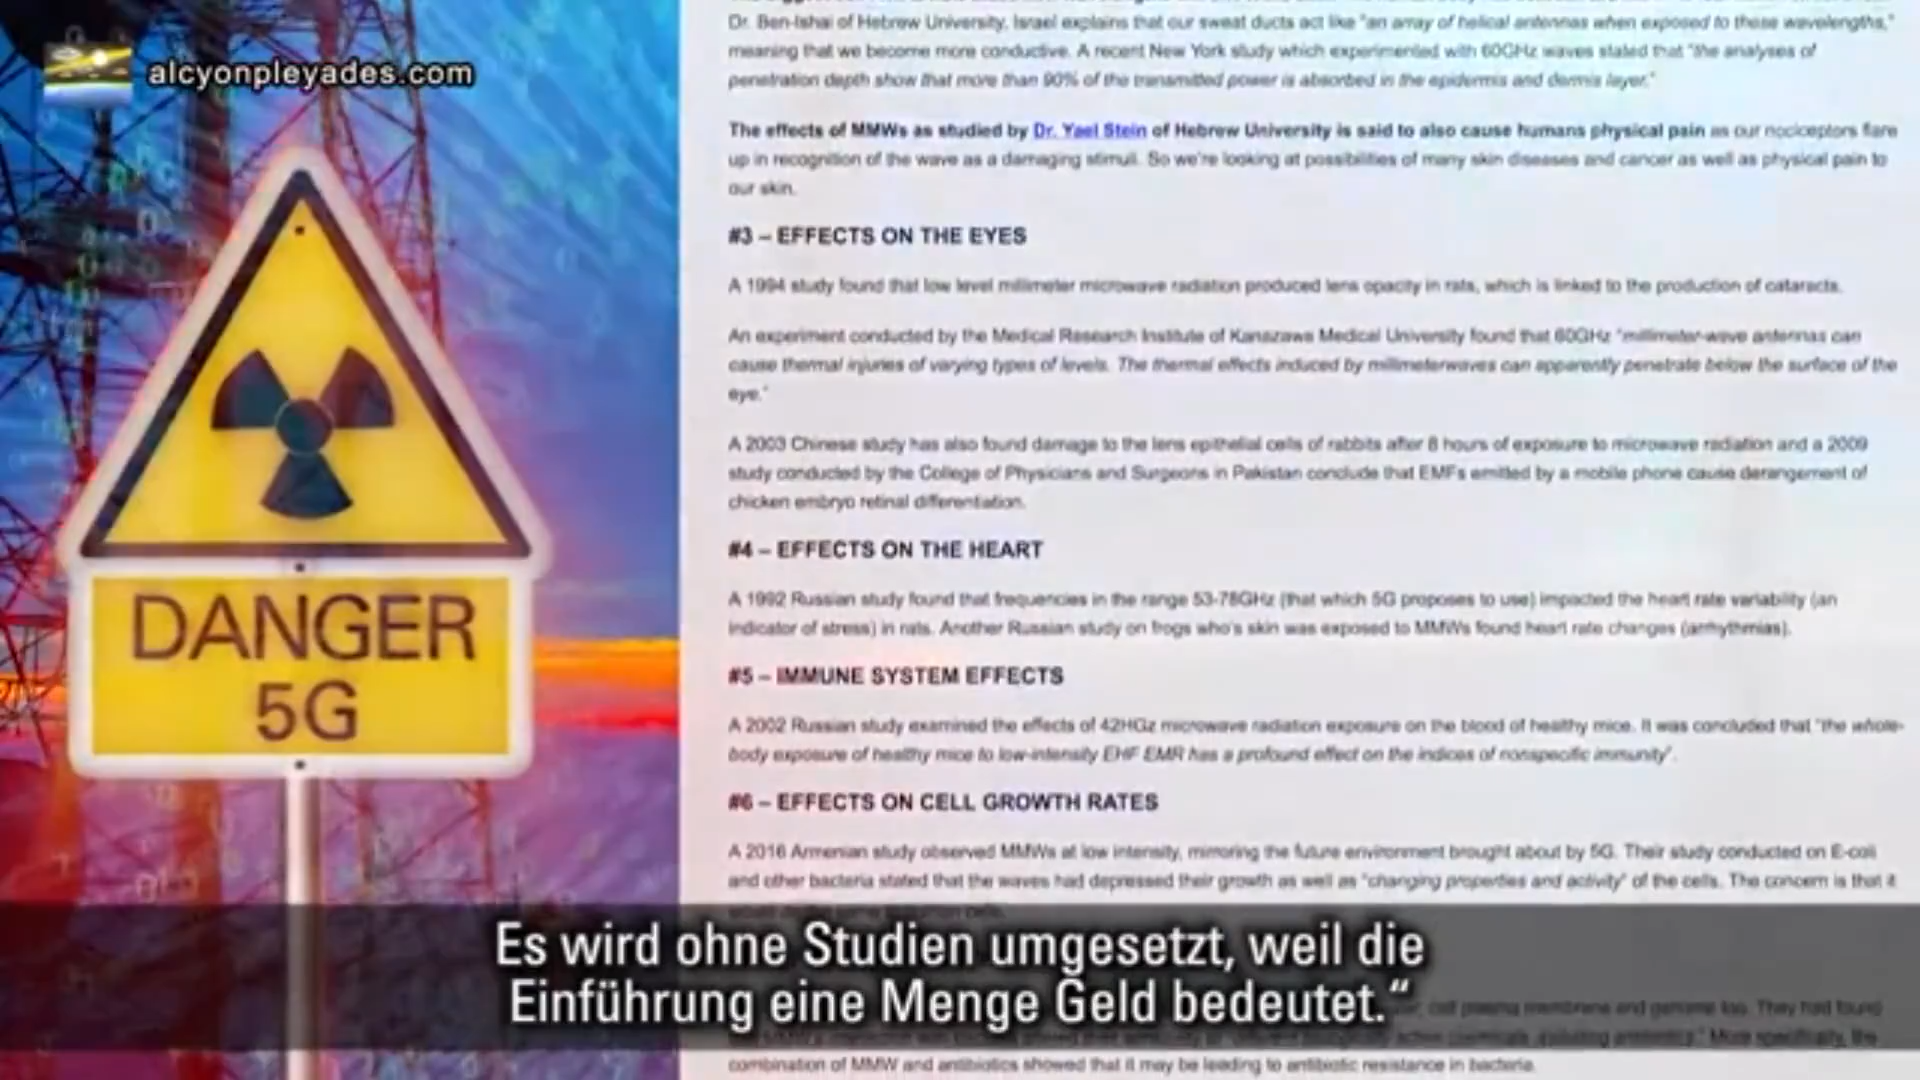 alcyonpleyades.com
DANGER
5G
Dr. Ben-Ishai of Hebrew University, Israel explains that our sweat ducts act like "an array of helical antennas when exposed to these wavelengths,"
meaning that we become more conductive. A recent New York study which experimented with 60GHz waves stated that "the analyses of
penetration depth show that more than 90% of the transmitted power is absorbed in the epidermis and dermis layer."
The effects of MMWs as studied by Dr. Yael Stein of Hebrew University is said to also cause humans physical pain as our nociceptors flare
up in recognition of the wave as a damaging stimuli. So we're looking at possibilities of many skin diseases and cancer as well as physical pain to
our skin.
#3 – EFFECTS ON THE EYES
A 1994 study found that low level millimeter microwave radiation produced lens opacity in rats, which is linked to the production of cataracts.
An experiment conducted by the Medical Research Institute of Kanazawa Medical University found that 60GHz "millimeter-wave antennas can
cause thermal injuries of varying types of levels. The thermal effects induced by millimeterwaves can apparently penetrate below the surface of the
eye."
A 2003 Chinese study has also found damage to the lens epithelial cells of rabbits after 8 hours of exposure to microwave radiation and a 2009
study conducted by the College of Physicians and Surgeons in Pakistan conclude that EMFs emitted by a mobile phone cause derangement of
chicken embryo retinal differentiation.
#4 – EFFECTS ON THE HEART
A 1992 Russian study found that frequencies in the range 53-78GHz (that which 5G proposes to use) impacted the heart rate variability (an
indicator of stress) in rats. Another Russian study on frogs who's skin was exposed to MMWs found heart rate changes (arrhythmias).
#5 – IMMUNE SYSTEM EFFECTS
A 2002 Russian study examined the effects of 42HGz microwave radiation exposure on the blood of healthy mice. It was concluded that "the whole-
body exposure of healthy mice to low-intensity EHF EMR has a profound effect on the indices of nonspecific immunity".
#6 – EFFECTS ON CELL GROWTH RATES
A 2016 Armenian study observed MMWs at low intensity, mirroring the future environment brought about by 5G. Their study conducted on E-coli
and other bacteria stated that the waves had depressed their growth as well as "changing properties and activity" of the cells. The concern is that it
Es wird ohne Studien umgesetzt, weil die
Einführung eine Menge Geld bedeutet.“
cell plasma membrane and genome too. They had found
combination of MMW and antibiotics showed that it may be leading to antibiotic resistance in bacteria.